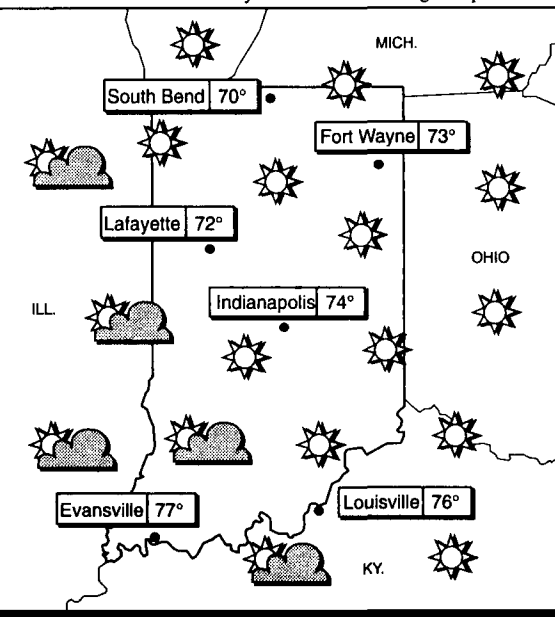 MICH.
South Bend 70°
Fort Wayne 73°
Lafayette 72°
OHIO
Indianapolis 74°
ILL.
Evansville 77°
Louisville 76°
KY.